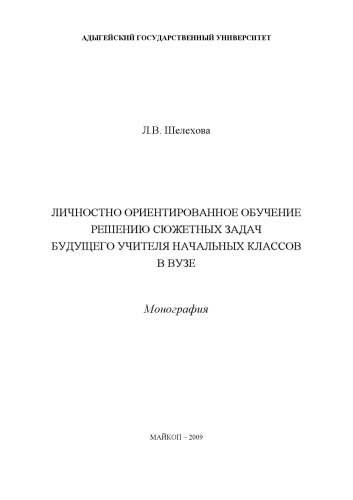 АДЫГЕЙСКИЙ ГОСУДАРСТВЕННЫЙ УНИВЕРСИТЕТ
Л.В. Шелехова
ЛИЧНОСТНО ОРИЕНТИРОВАННОЕ ОБУЧЕНИЕ
РЕШЕНИЮ СЮЖЕТНЫХ ЗАДАЧ
БУДУЩЕГО УЧИТЕЛЯ НАЧАЛЬНЫХ КЛАССОВ
В ВУЗЕ
Монография
МАЙКОП – 2009